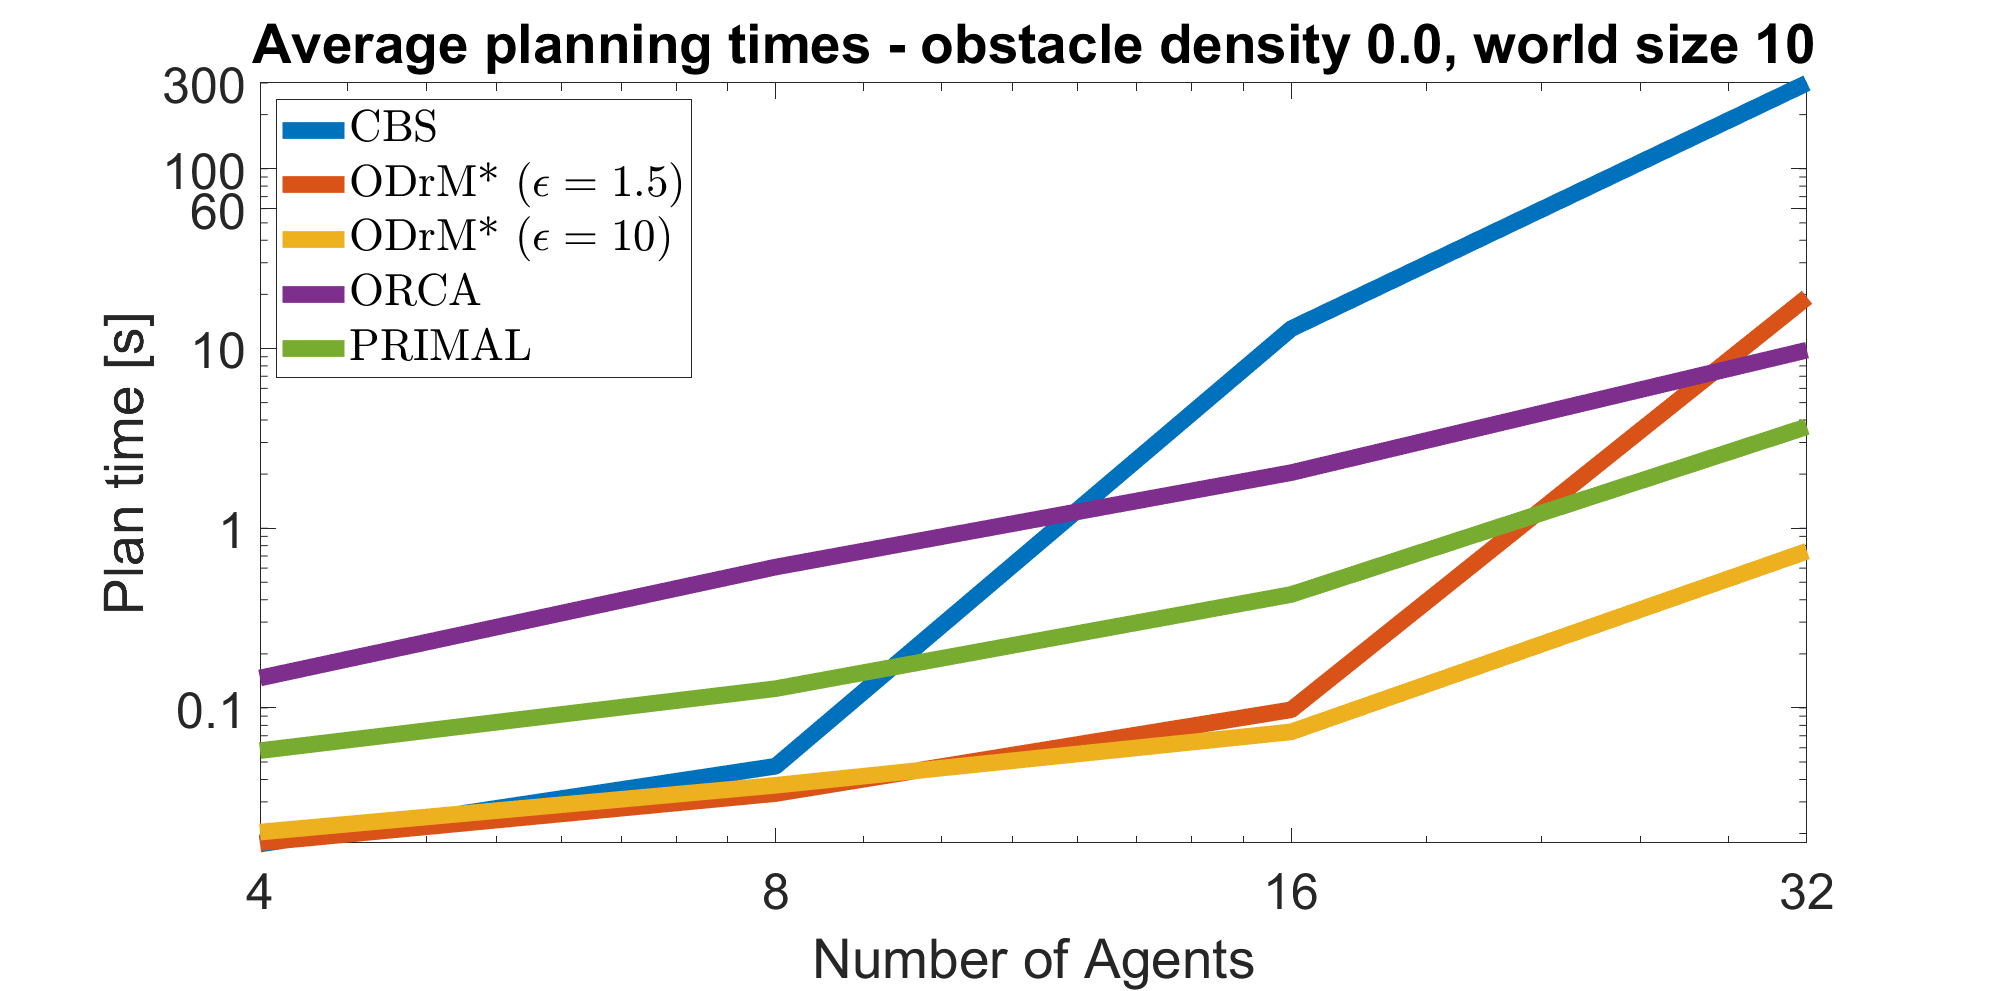 Average planning times - obstacle density 0.0, world size 10
300
100
60
10
1
0.1
Plan time [s]
CBS
ODrM* (ϵ = 1.5)
ODrM* (ϵ = 10)
ORCA
PRIMAL
4 8 16 32
Number of Agents